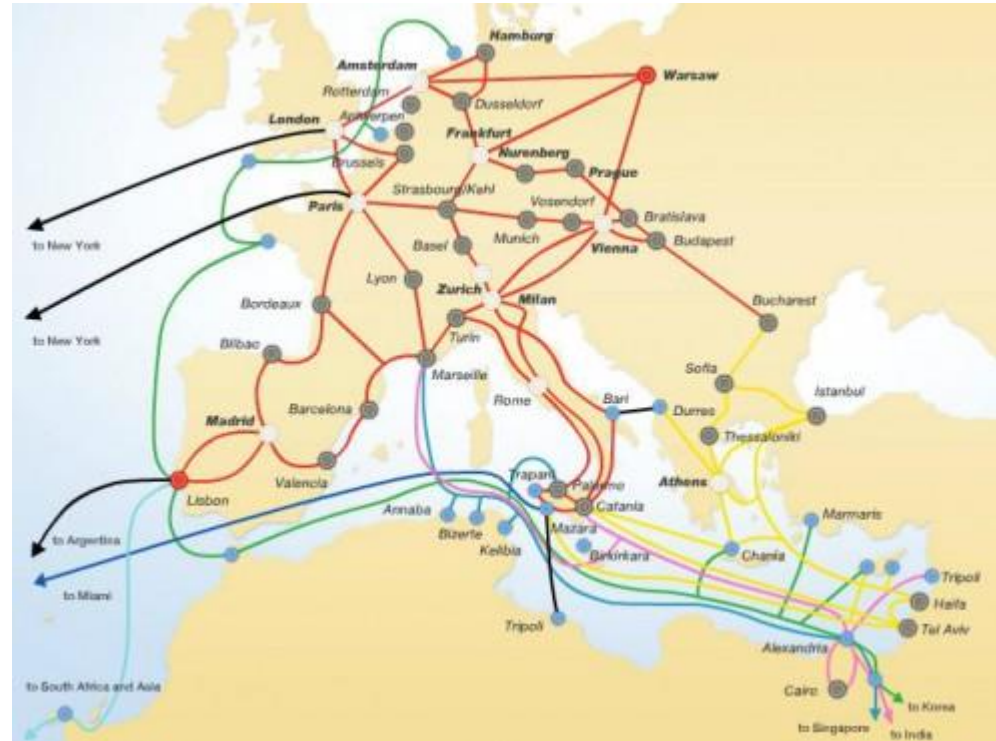 Hamburg
Amsterdam
Warsaw
Rotterdam
Dusseldorf
London
Antwerpen
Frankfurt
Brussels
Nurenberg
Prague
Strasbourg/Kehl
Paris
Vosendorf
Bratislava
Munich
Basel
Vienna
Budapest
to New York
Lyon
Zurich
Milan
Bordeaux
Bucharest
to New York
Turin
Bilbao
Sofia
Marseille
Istanbul
Rome
Bari
Durres
Barcelona
Madrid
Thessaloniki
Trapani
Palermo
Athens
Valencia
Lisbon
Catania
Annaba
Mazara
Marmaris
Bizerte
Kelibia
to Argentina
Birkirkara
Chania
Tripoli
to Miami
Haifa
Tripoli
Tel Aviv
Alexandria
to South Africa and Asia
Cairo
to Korea
to Singapore
to India